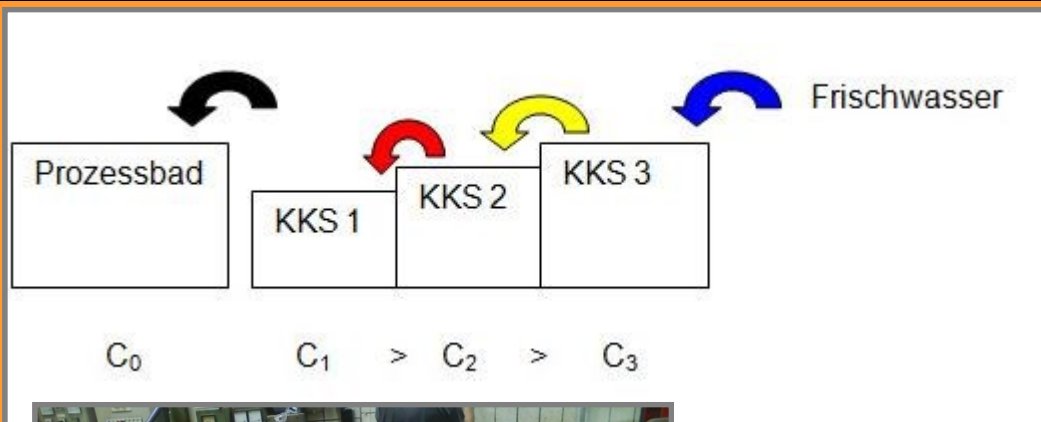 Frischwasser
Prozessbad
KKS 1
KKS 2
KKS 3
C₀ C₁ > C₂ > C₃